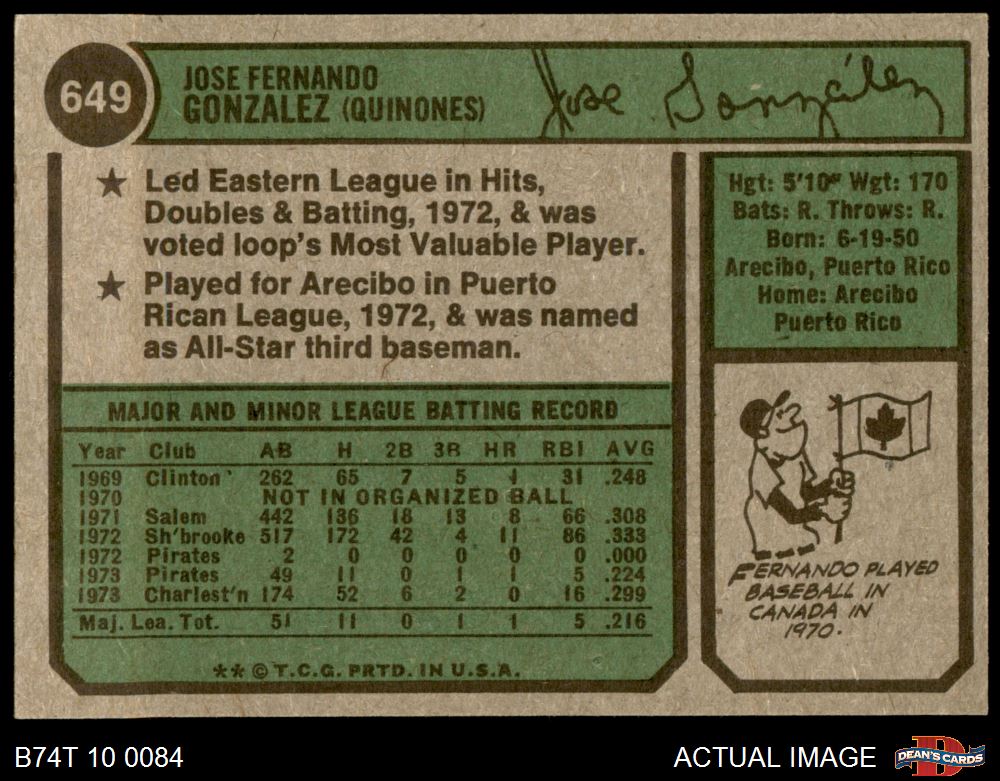 649
JOSE FERNANDO
GONZALEZ (QUINONES)
Jose González
★ Led Eastern League in Hits,
Doubles & Batting, 1972, & was
voted loop's Most Valuable Player.
★ Played for Arecibo in Puerto
Rican League, 1972, & was named
as All-Star third baseman.
Hgt: 5'10" Wgt: 170
Bats: R. Throws: R.
Born: 6-19-50
Arecibo, Puerto Rico
Home: Arecibo
Puerto Rico
MAJOR AND MINOR LEAGUE BATTING RECORD
Year Club AB H 2B 3B HR RBI AVG
1969 Clinton 262 65 7 5 1 31 .248
1970 NOT IN ORGANIZED BALL
1971 Salem 442 136 18 13 8 66 .308
1972 Sh'brooke 517 172 42 4 11 86 .333
1972 Pirates 2 0 0 0 0 0 .000
1973 Pirates 49 11 0 1 1 5 .224
1973 Charlest'n 174 52 6 2 0 16 .299
Maj. Lea. Tot. 51 11 0 1 1 5 .216
** © T.C.G. PRTD. IN U.S.A.
FERNANDO PLAYED
BASEBALL IN
CANADA IN
1970.
B74T 10 0084
ACTUAL IMAGE
D
DEAN'S CARDS